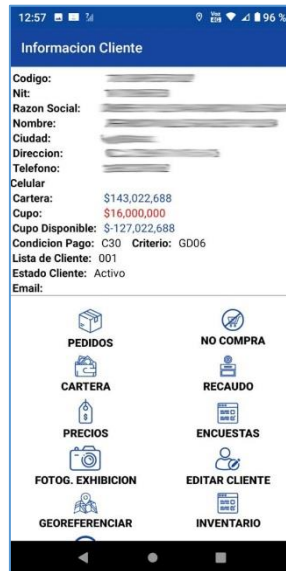 12:57 96 %
Informacion Cliente
Codigo:
Nit:
Razon Social:
Nombre:
Ciudad:
Direccion:
Telefono:
Celular
Cartera: $143,022,688
Cupo: $16,000,000
Cupo Disponible: $-127,022,688
Condicion Pago: C30 Criterio: GD06
Lista de Cliente: 001
Estado Cliente: Activo
Email:
PEDIDOS NO COMPRA
CARTERA RECAUDO
PRECIOS ENCUESTAS
FOTOG. EXHIBICION EDITAR CLIENTE
GEOREFERENCIAR INVENTARIO